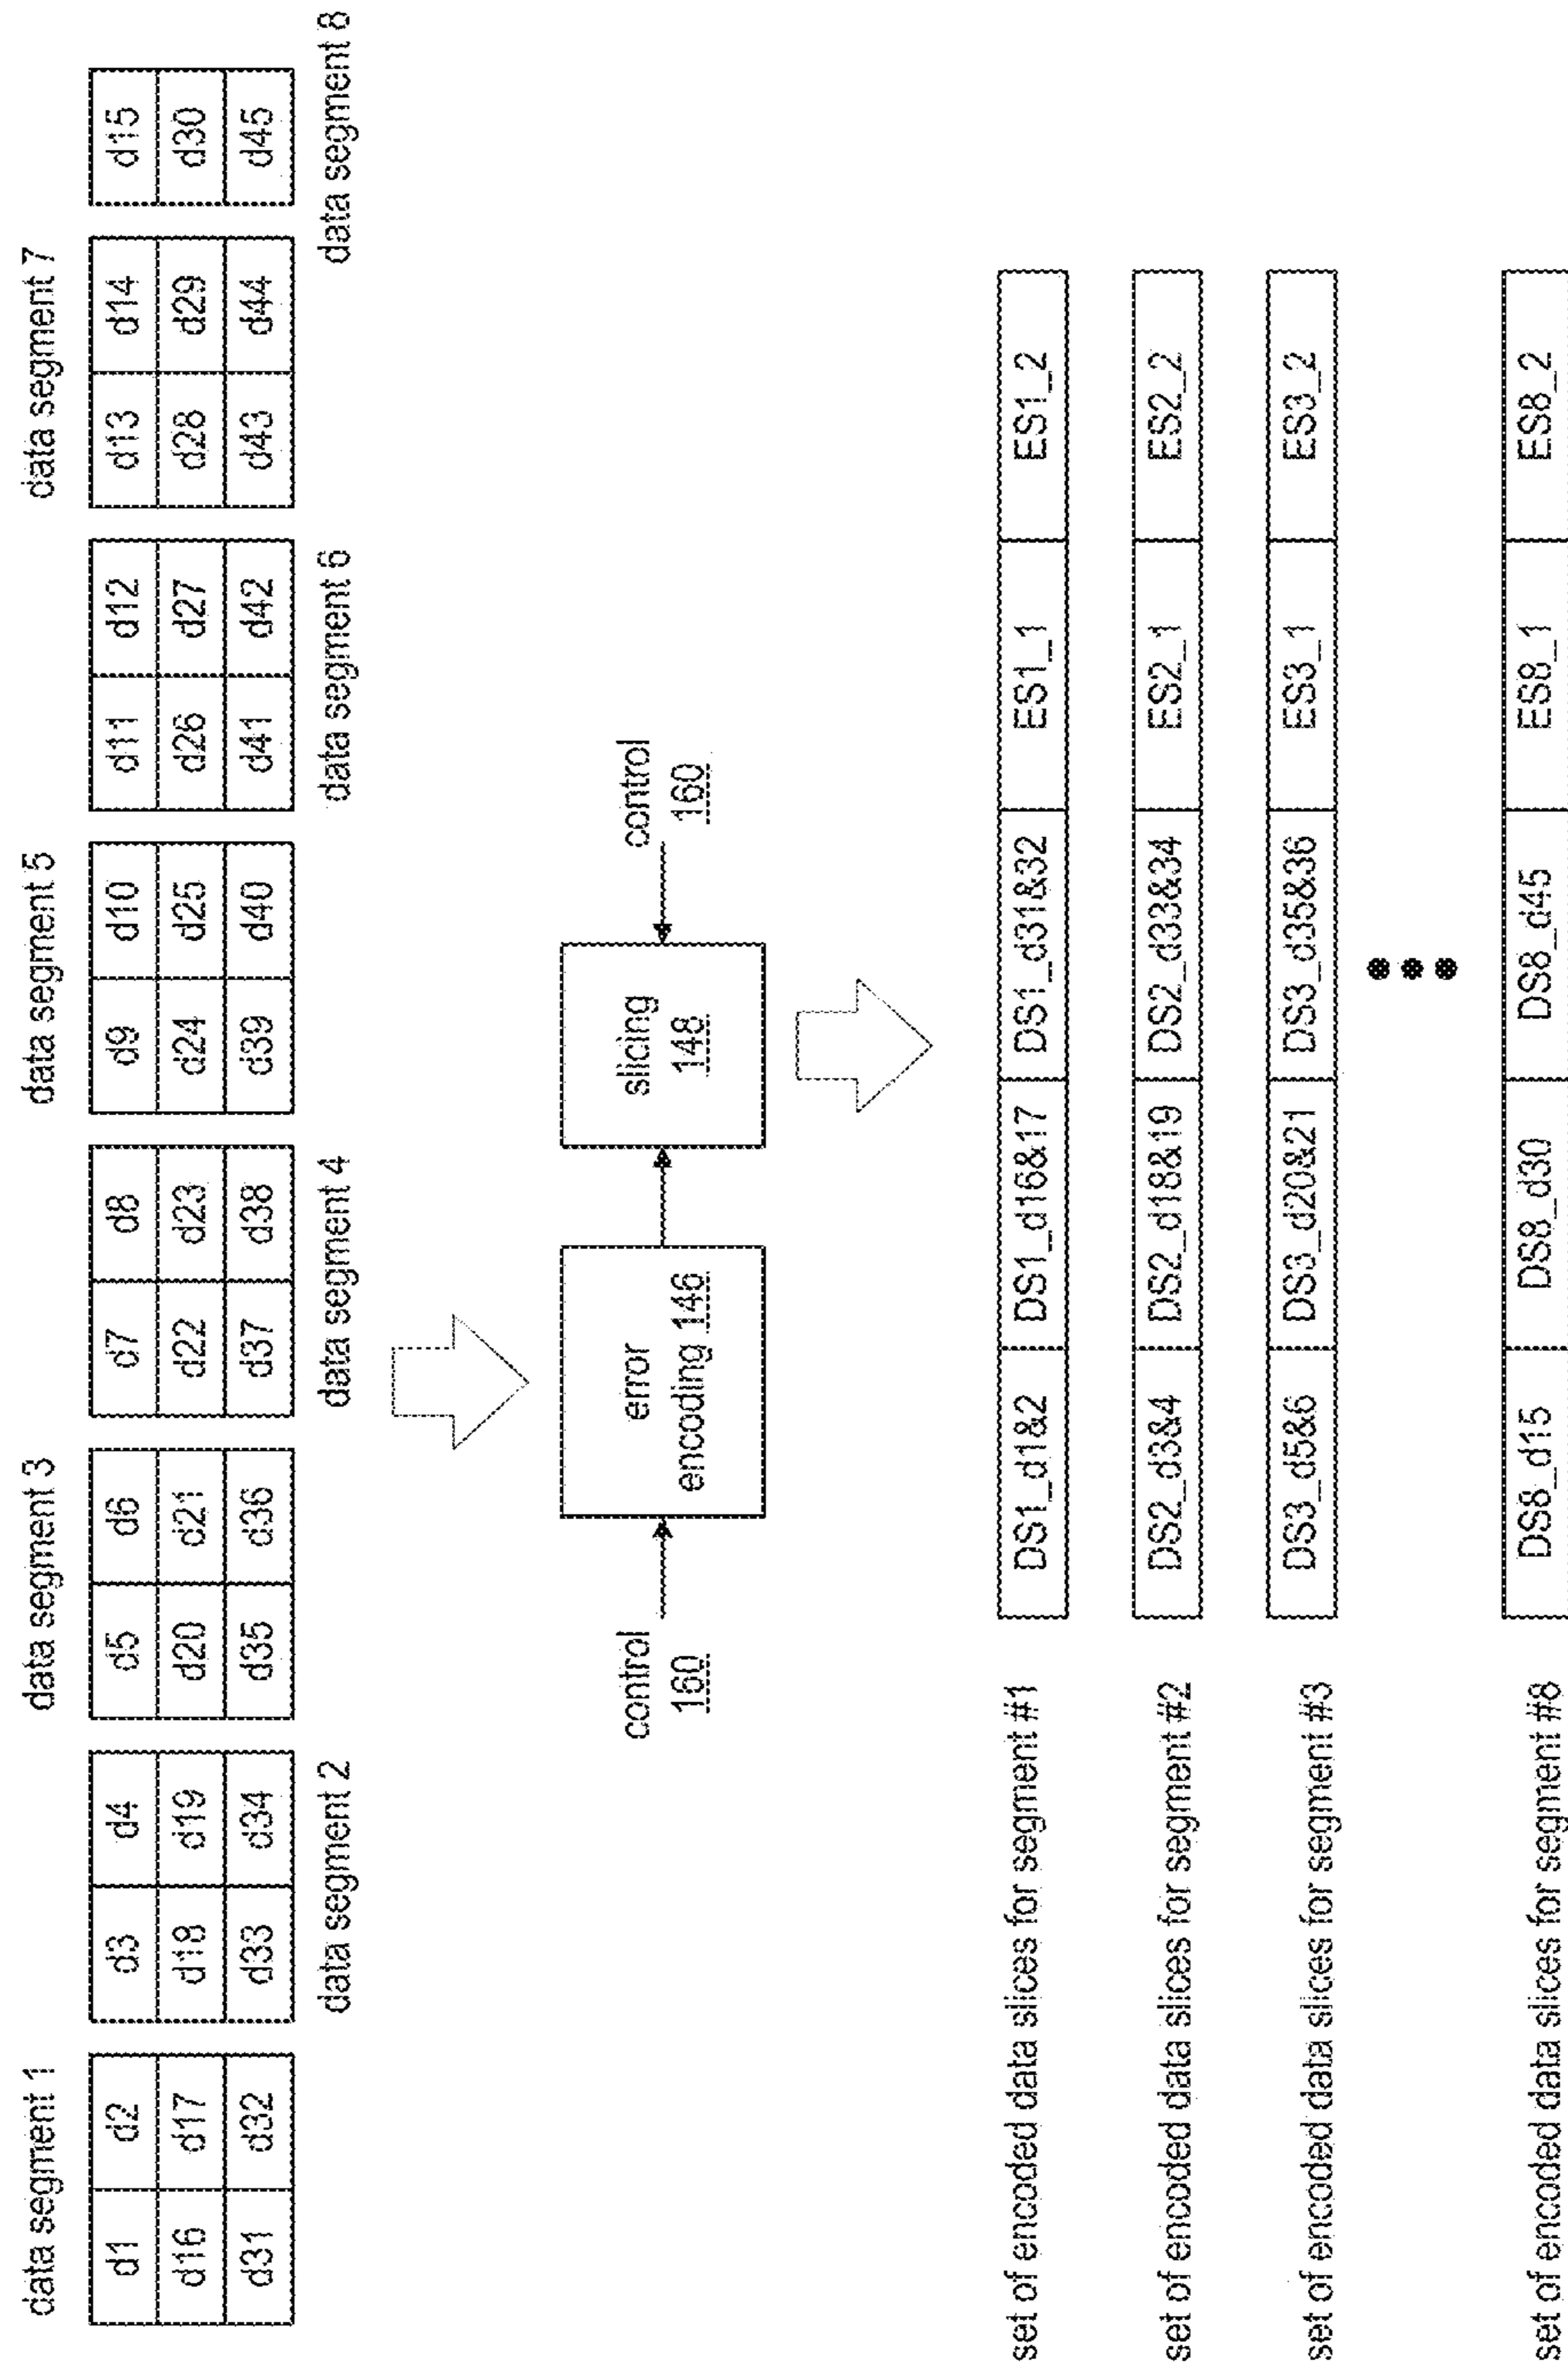 data segment 1
data segment 3
data segment 5
data segment 7
d1 d2 d3 d4 d5 d6 d7 d8 d9 d10 d11 d12 d13 d14 d15
d16 d17 d18 d19 d20 d21 d22 d23 d24 d25 d26 d27 d28 d29 d30
d31 d32 d33 d34 d35 d36 d37 d38 d39 d40 d41 d42 d43 d44 d45
data segment 2
data segment 4
data segment 6
data segment 8
control
160
error
encoding 146
slicing
148
control
160
set of encoded data slices for segment #1
DS1_d1&2 DS1_d16&17 DS1_d31&32 ES1_1 ES1_2
set of encoded data slices for segment #2
DS2_d3&4 DS2_d18&19 DS2_d33&34 ES2_1 ES2_2
set of encoded data slices for segment #3
DS3_d5&6 DS3_d20&21 DS3_d35&36 ES3_1 ES3_2
set of encoded data slices for segment #8
DS8_d15 DS8_d30 DS8_d45 ES8_1 ES8_2